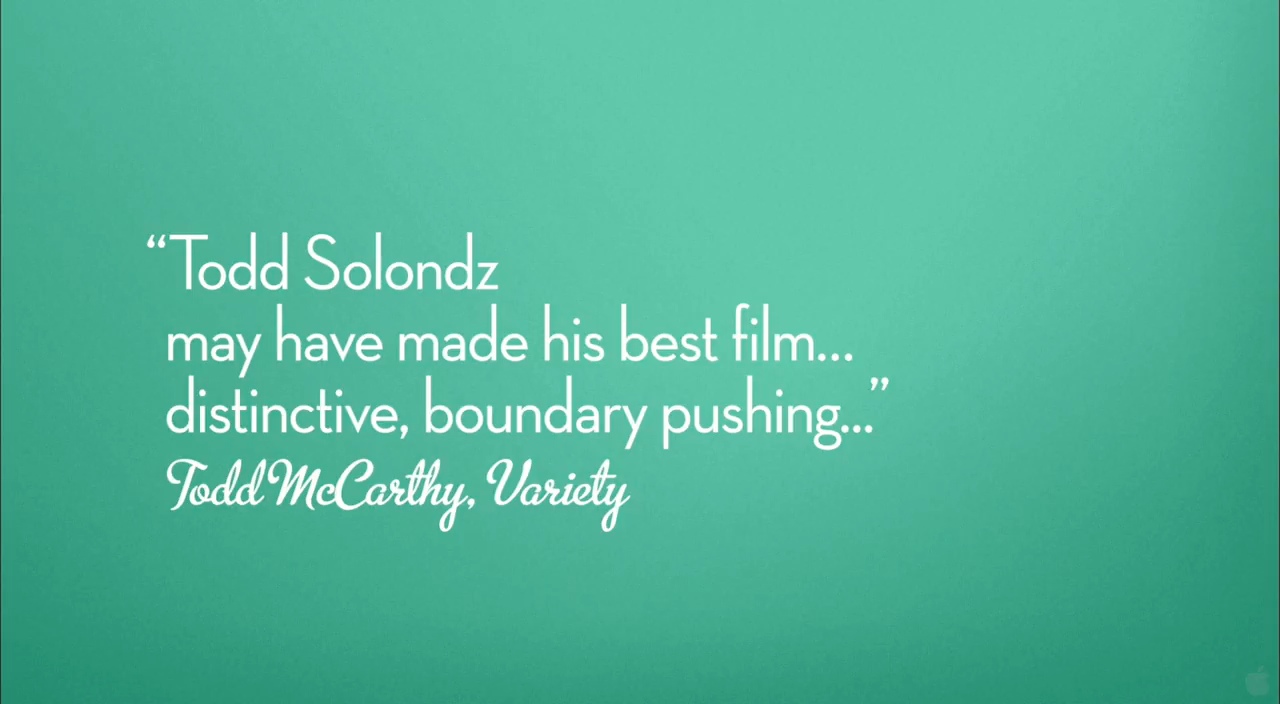 “Todd Solondz
may have made his best film...
distinctive, boundary pushing...”
Todd McCarthy, Variety